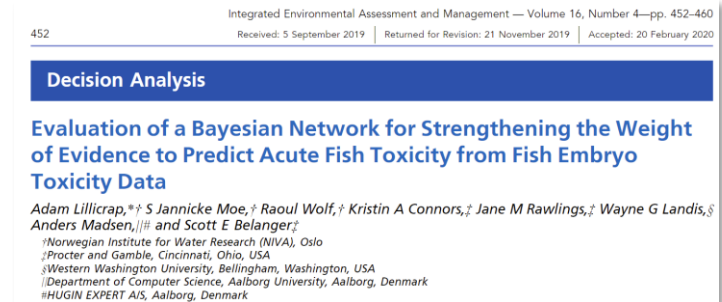 Integrated Environmental Assessment and Management — Volume 16, Number 4—pp. 452–460
452 Received: 5 September 2019 | Returned for Revision: 21 November 2019 | Accepted: 20 February 2020
Decision Analysis
Evaluation of a Bayesian Network for Strengthening the Weight
of Evidence to Predict Acute Fish Toxicity from Fish Embryo
Toxicity Data
Adam Lillicrap,*† S Jannicke Moe,† Raoul Wolf,† Kristin A Connors,‡ Jane M Rawlings,‡ Wayne G Landis,§
Anders Madsen,||# and Scott E Belanger‡
†Norwegian Institute for Water Research (NIVA), Oslo
‡Procter and Gamble, Cincinnati, Ohio, USA
§Western Washington University, Bellingham, Washington, USA
||Department of Computer Science, Aalborg University, Aalborg, Denmark
#HUGIN EXPERT A/S, Aalborg, Denmark